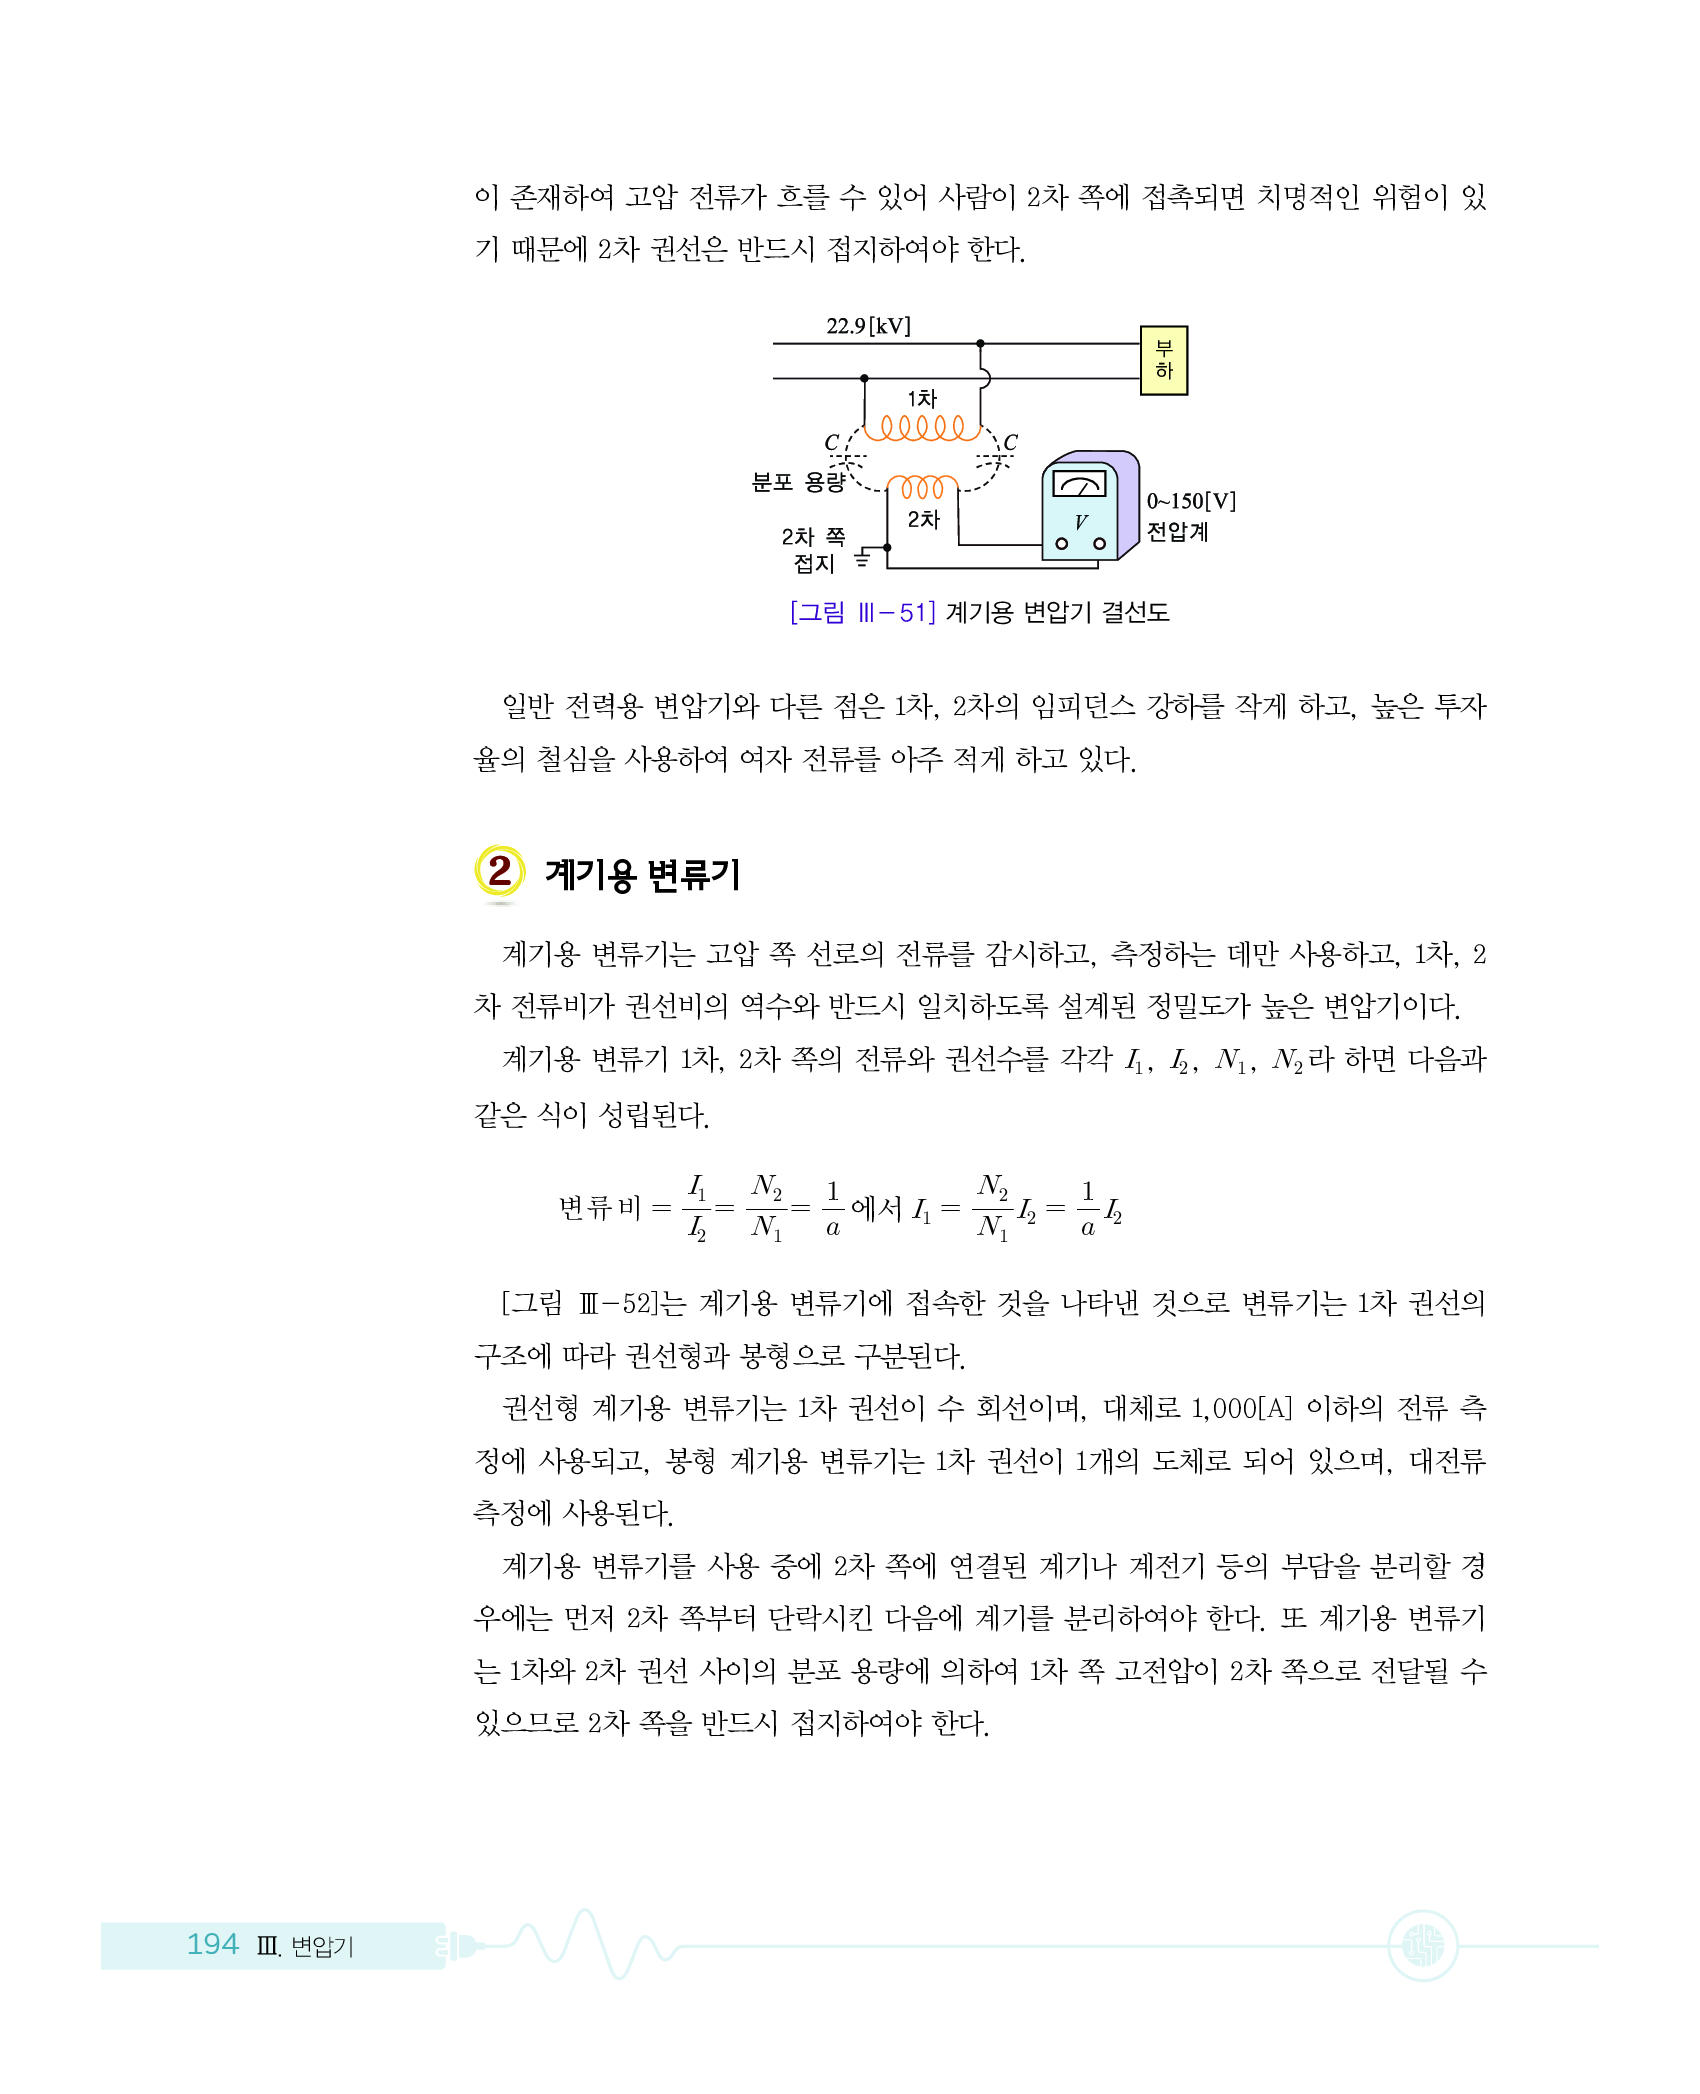 이 존재하여 고압 전류가 흐를 수 있어 사람이 2차 쪽에 접촉되면 치명적인 위험이 있
기 때문에 2차 권선은 반드시 접지하여야 한다.
22.9[kV]
부
하
1차
C
C
분포 용량
2차
0~150[V]
V
전압계
2차 쪽
접지
[그림 Ⅲ-51] 계기용 변압기 결선도
일반 전력용 변압기와 다른 점은 1차, 2차의 임피던스 강하를 작게 하고, 높은 투자
율의 철심을 사용하여 여자 전류를 아주 적게 하고 있다.
2 계기용 변류기
계기용 변류기는 고압 쪽 선로의 전류를 감시하고, 측정하는 데만 사용하고, 1차, 2
차 전류비가 권선비의 역수와 반드시 일치하도록 설계된 정밀도가 높은 변압기이다.
계기용 변류기 1차, 2차 쪽의 전류와 권선수를 각각 I₁, I₂, N₁, N₂라 하면 다음과
같은 식이 성립된다.
변류비 = I₁/I₂ = N₂/N₁ = 1/a 에서 I₁ = N₂/N₁ I₂ = 1/a I₂
[그림 Ⅲ-52]는 계기용 변류기에 접속한 것을 나타낸 것으로 변류기는 1차 권선의
구조에 따라 권선형과 봉형으로 구분된다.
권선형 계기용 변류기는 1차 권선이 수 회선이며, 대체로 1,000[A] 이하의 전류 측
정에 사용되고, 봉형 계기용 변류기는 1차 권선이 1개의 도체로 되어 있으며, 대전류
측정에 사용된다.
계기용 변류기를 사용 중에 2차 쪽에 연결된 계기나 계전기 등의 부담을 분리할 경
우에는 먼저 2차 쪽부터 단락시킨 다음에 계기를 분리하여야 한다. 또 계기용 변류기
는 1차와 2차 권선 사이의 분포 용량에 의하여 1차 쪽 고전압이 2차 쪽으로 전달될 수
있으므로 2차 쪽을 반드시 접지하여야 한다.
194 Ⅲ. 변압기